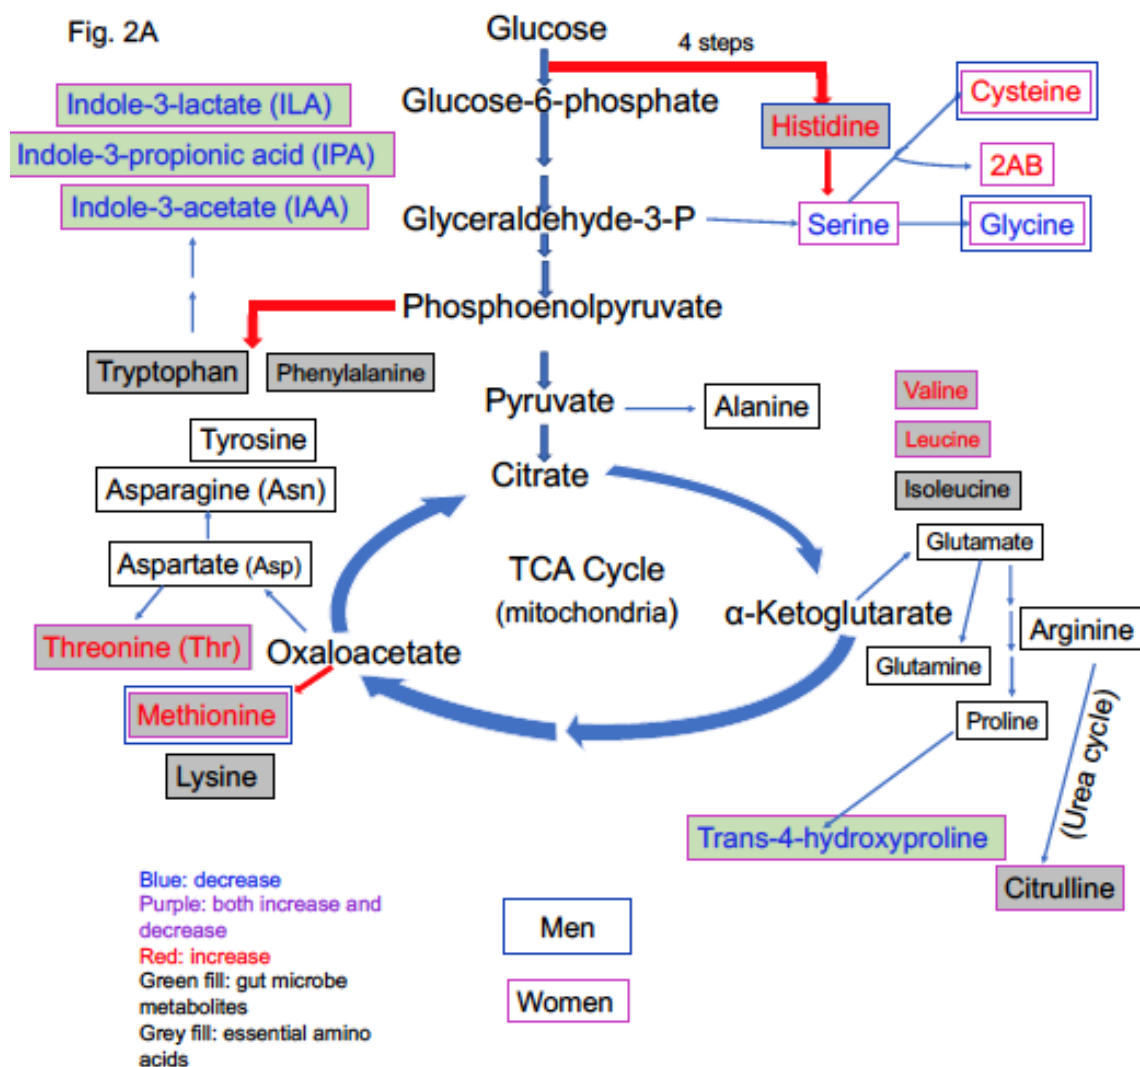 Fig. 2A
Glucose
4 steps
Indole-3-lactate (ILA)
Glucose-6-phosphate
Histidine
Cysteine
Indole-3-propionic acid (IPA)
2AB
Indole-3-acetate (IAA)
Glyceraldehyde-3-P
Serine
Glycine
Phosphoenolpyruvate
Tryptophan
Phenylalanine
Pyruvate
Alanine
Valine
Tyrosine
Leucine
Citrate
Asparagine (Asn)
Isoleucine
Glutamate
Aspartate (Asp)
TCA Cycle
(mitochondria)
α-Ketoglutarate
Arginine
Threonine (Thr)
Oxaloacetate
Glutamine
Methionine
Proline
Lysine
(Urea cycle)
Trans-4-hydroxyproline
Citrulline
Blue: decrease
Purple: both increase and
decrease
Red: increase
Green fill: gut microbe
metabolites
Grey fill: essential amino
acids
Men
Women